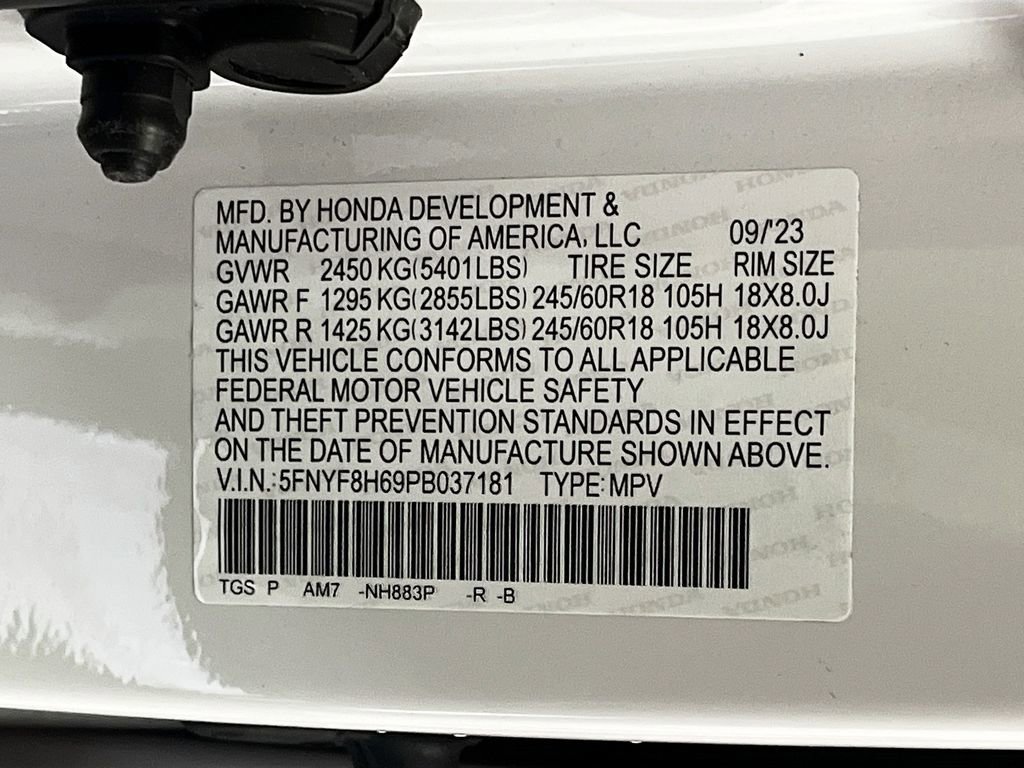 MFD. BY HONDA DEVELOPMENT &
MANUFACTURING OF AMERICA, LLC 09/'23
GVWR 2450 KG(5401LBS) TIRE SIZE RIM SIZE
GAWR F 1295 KG(2855LBS) 245/60R18 105H 18X8.0J
GAWR R 1425 KG(3142LBS) 245/60R18 105H 18X8.0J
THIS VEHICLE CONFORMS TO ALL APPLICABLE
FEDERAL MOTOR VEHICLE SAFETY
AND THEFT PREVENTION STANDARDS IN EFFECT
ON THE DATE OF MANUFACTURE SHOWN ABOVE.
V.I.N.: 5FNYF8H69PB037181 TYPE: MPV
TGS P AM7 -NH883P -R -B